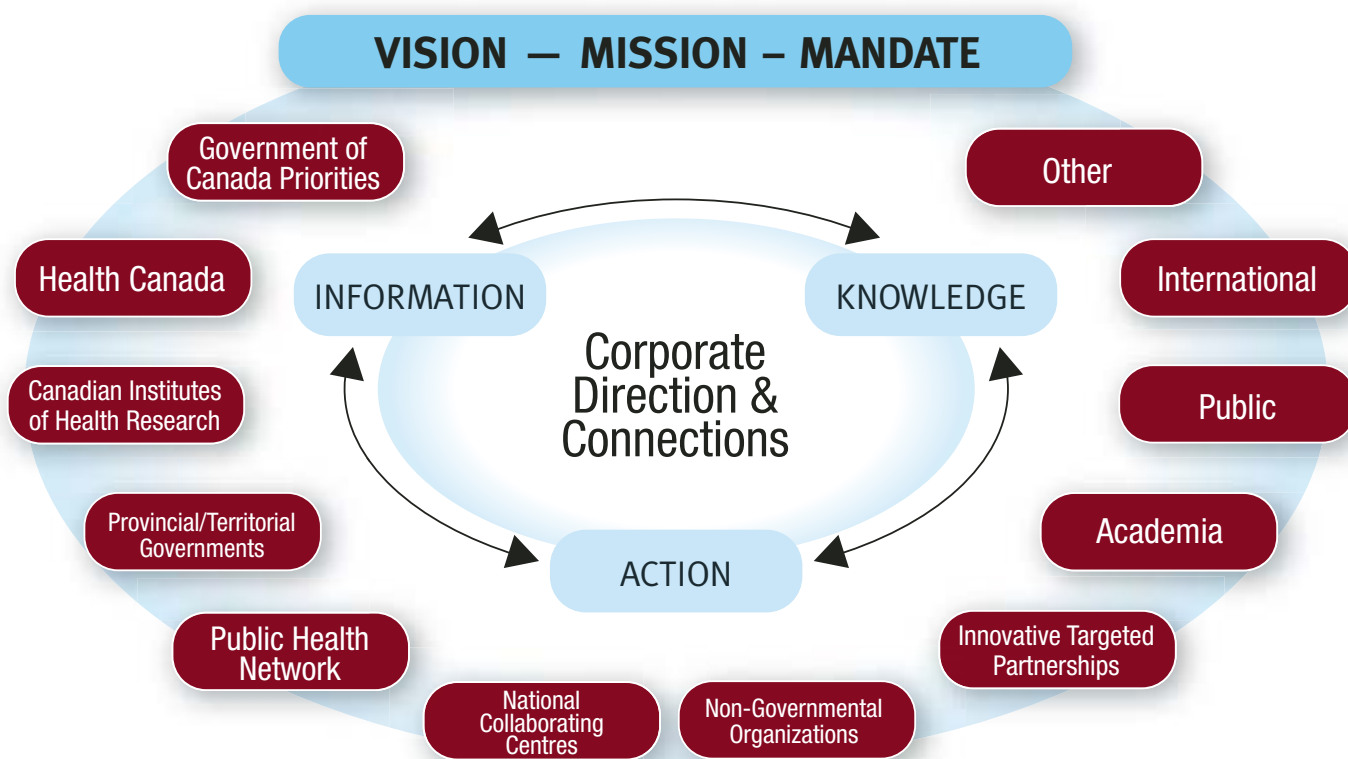 VISION — MISSION – MANDATE
Government of
Canada Priorities
Other
Health Canada
International
INFORMATION
KNOWLEDGE
Corporate
Direction &
Connections
Canadian Institutes
of Health Research
Public
Provincial/Territorial
Governments
Academia
ACTION
Public Health
Network
Innovative Targeted
Partnerships
National
Collaborating
Centres
Non-Governmental
Organizations